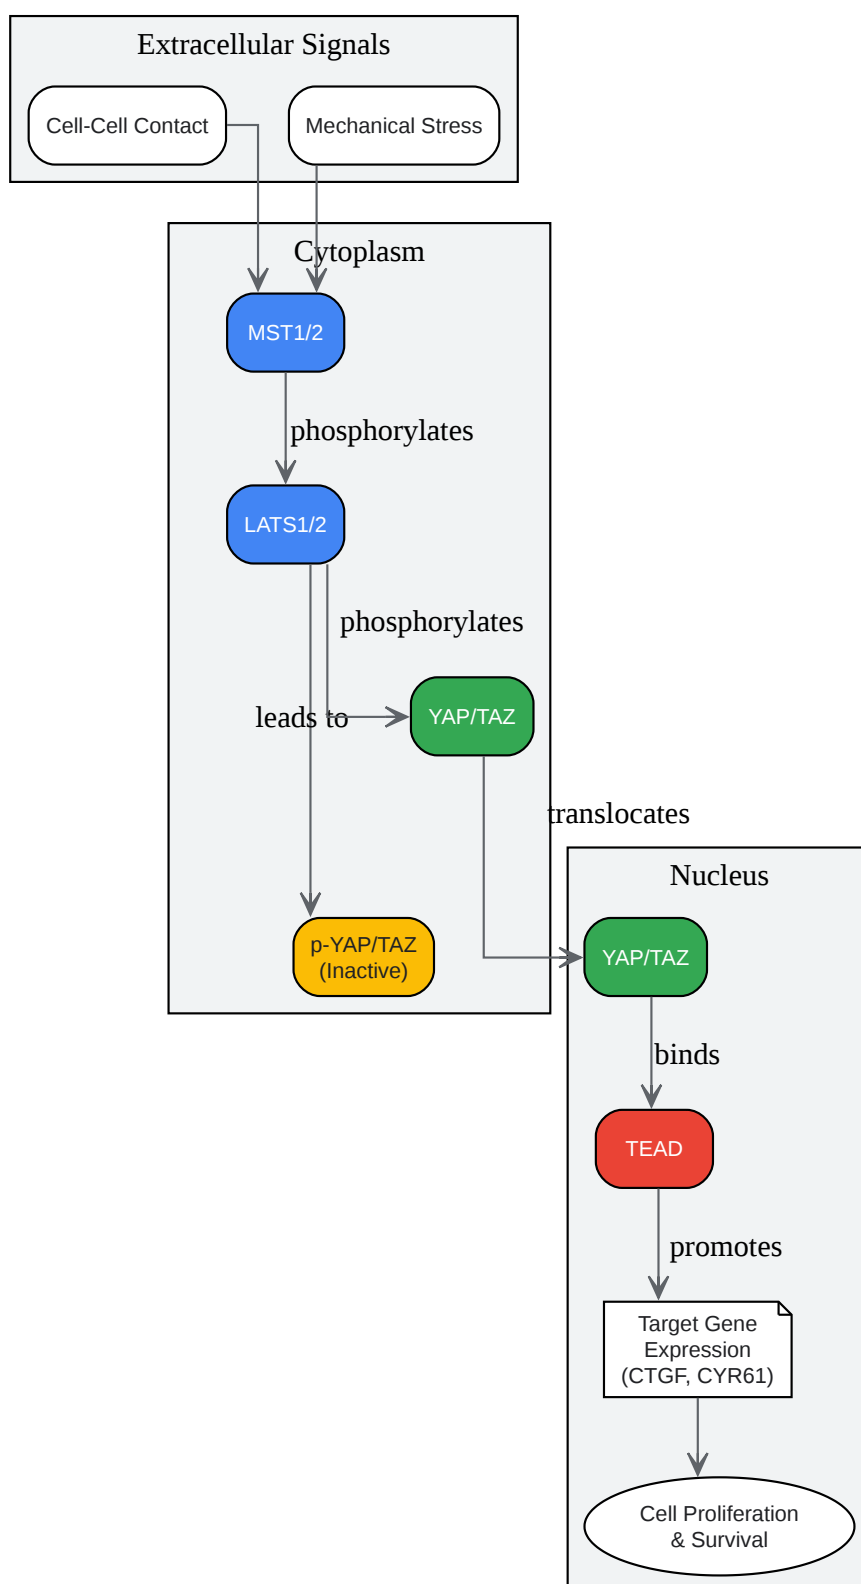 Extracellular Signals
Cell-Cell Contact
Mechanical Stress
Cytoplasm
MST1/2
phosphorylates
LATS1/2
phosphorylates
leads to
YAP/TAZ
translocates
Nucleus
p-YAP/TAZ
(Inactive)
YAP/TAZ
binds
TEAD
promotes
Target Gene
Expression
(CTGF, CYR61)
Cell Proliferation
& Survival